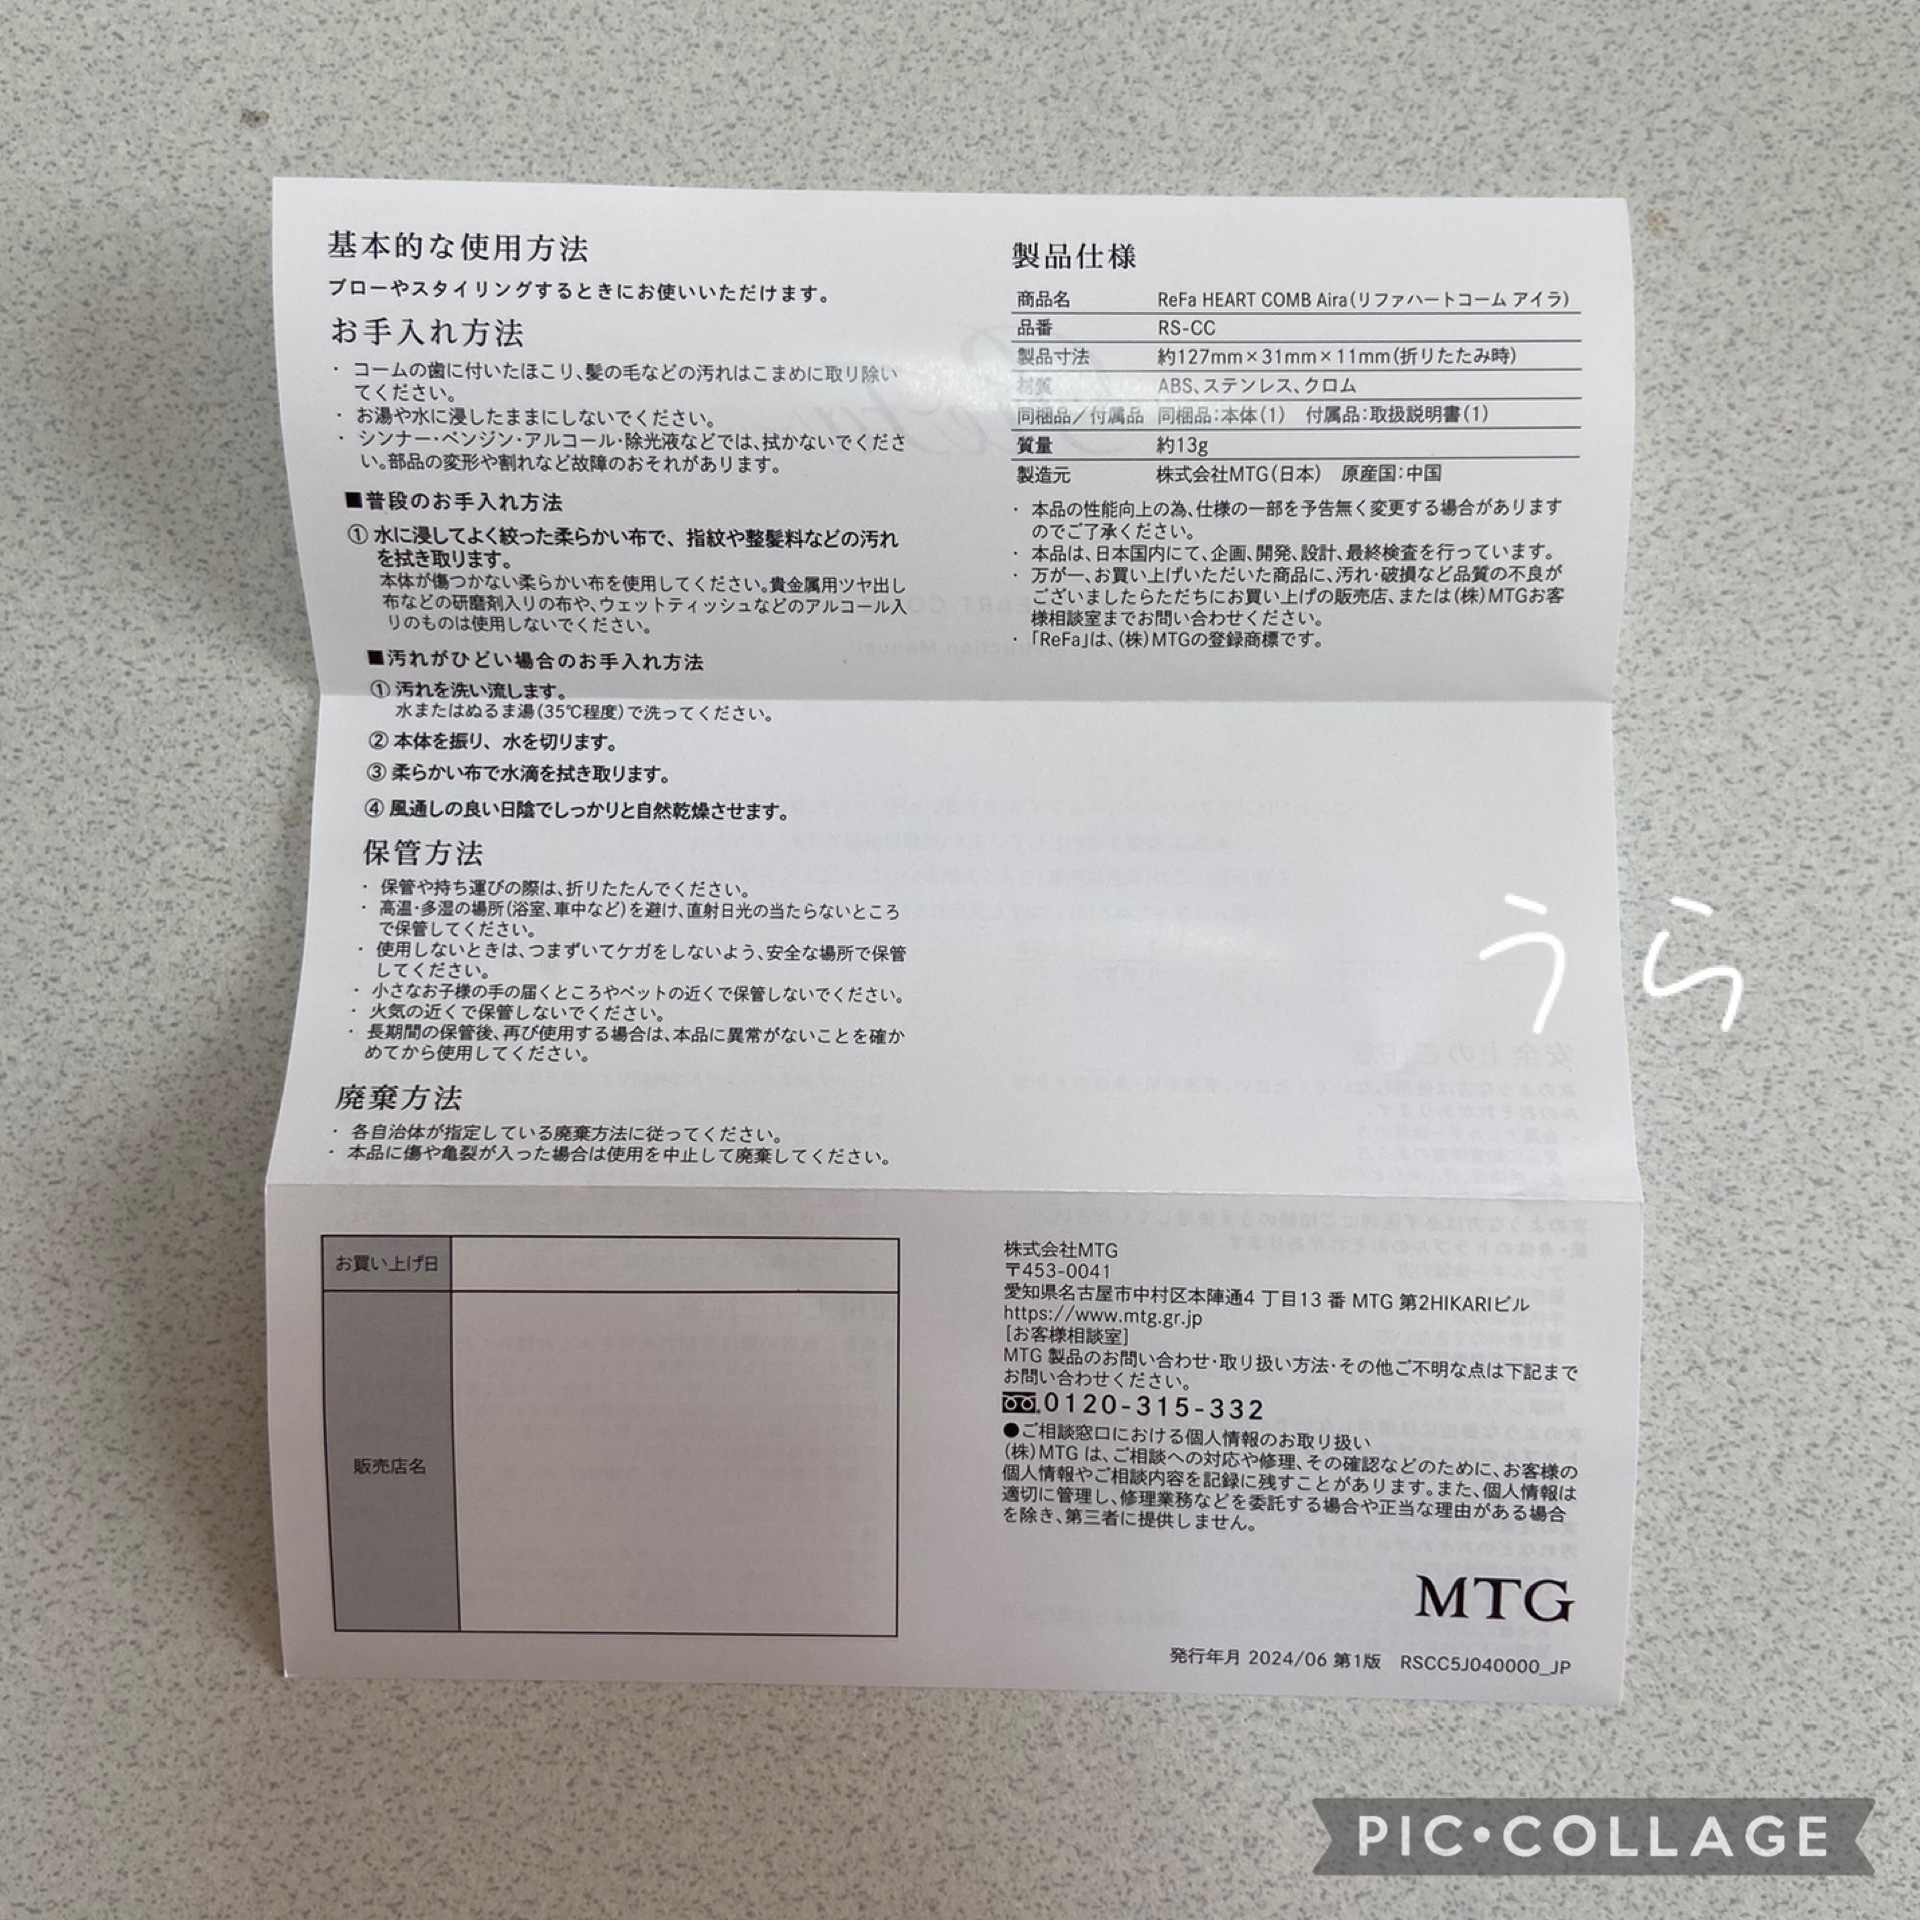 基本的な使用方法
ブローやスタイリングするときにお使いいただけます。
お手入れ方法
・ コームの歯に付いたほこり、髪の毛などの汚れはこまめに取り除い
てください。
・ お湯や水に浸したままにしないでください。
・ シンナー・ベンジン・アルコール・除光液などでは、拭かないでくださ
い。部品の変形や割れなど故障のおそれがあります。
■普段のお手入れ方法
① 水に浸してよく絞った柔らかい布で、指紋や整髪料などの汚れ
を拭き取ります。
本体が傷つかない柔らかい布を使用してください。貴金属用ツヤ出し
布などの研磨剤入りの布や、ウェットティッシュなどのアルコール入
りのものは使用しないでください。
■汚れがひどい場合のお手入れ方法
① 汚れを洗い流します。
水またはぬるま湯(35℃程度)で洗ってください。
② 本体を振り、水を切ります。
③ 柔らかい布で水滴を拭き取ります。
④ 風通しの良い日陰でしっかりと自然乾燥させます。
保管方法
・ 保管や持ち運びの際は、折りたたんでください。
・ 高温・多湿の場所(浴室、車中など)を避け、直射日光の当たらないところ
で保管してください。
・ 使用しないときは、つまずいてケガをしないよう、安全な場所で保管
してください。
・ 小さなお子様の手の届くところやペットの近くで保管しないでください。
・ 火気の近くで保管しないでください。
・ 長期間の保管後、再び使用する場合は、本品に異常がないことを確か
めてから使用してください。
廃棄方法
・ 各自治体が指定している廃棄方法に従ってください。
・ 本品に傷や亀裂が入った場合は使用を中止して廃棄してください。
お買い上げ日
販売店名
製品仕様
商品名 ReFa HEART COMB Aira(リファハートコーム アイラ)
品番 RS-CC
製品寸法 約127mm×31mm×11mm(折りたたみ時)
材質 ABS、ステンレス、クロム
同梱品/付属品 同梱品:本体(1) 付属品:取扱説明書(1)
質量 約13g
製造元 株式会社MTG(日本) 原産国:中国
・ 本品の性能向上の為、仕様の一部を予告無く変更する場合があります
のでご了承ください。
・ 本品は、日本国内にて、企画、開発、設計、最終検査を行っています。
・ 万が一、お買い上げいただいた商品に、汚れ・破損など品質の不良が
ございましたらただちにお買い上げの販売店、または(株)MTGお客
様相談室までお問い合わせください。
・ 「ReFa」は、(株)MTGの登録商標です。
うら
株式会社MTG
〒453-0041
愛知県名古屋市中村区本陣通4 丁目13 番 MTG 第2HIKARIビル
https://www.mtg.gr.jp
[お客様相談室]
MTG 製品のお問い合わせ・取り扱い方法・その他ご不明な点は下記まで
お問い合わせください。
0120-315-332
●ご相談窓口における個人情報のお取り扱い
(株)MTG は、ご相談への対応や修理、その確認などのために、お客様の
個人情報やご相談内容を記録に残すことがあります。また、個人情報は
適切に管理し、修理業務などを委託する場合や正当な理由がある場合
を除き、第三者に提供しません。
MTG
発行年月 2024/06 第1版 RSCC5J040000_JP
PIC•COLLAGE